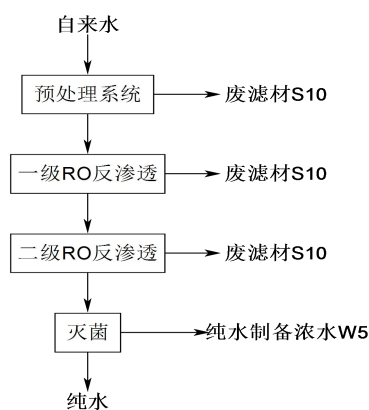 自来水
预处理系统
废滤材S10
一级RO反渗透
废滤材S10
二级RO反渗透
废滤材S10
灭菌
纯水制备浓水W5
纯水